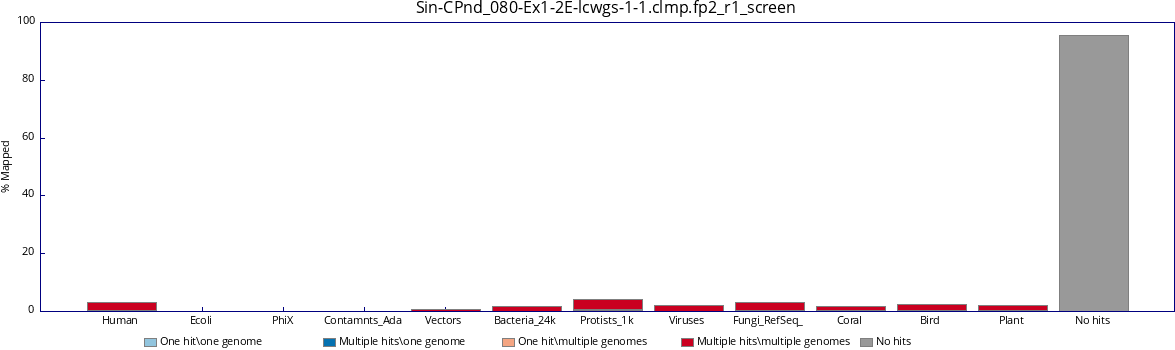 Sin-CPnd_080-Ex1-2E-lcwgs-1-1.clmp.fp2_r1_screen
100
80
60
40
20
0
% Mapped
Human Ecoli PhiX Contamnts_Ada Vectors Bacteria_24k Protists_1k Viruses Fungi_RefSeq_ Coral Bird Plant No hits
One hit\one genome Multiple hits\one genome One hit\multiple genomes Multiple hits\multiple genomes No hits